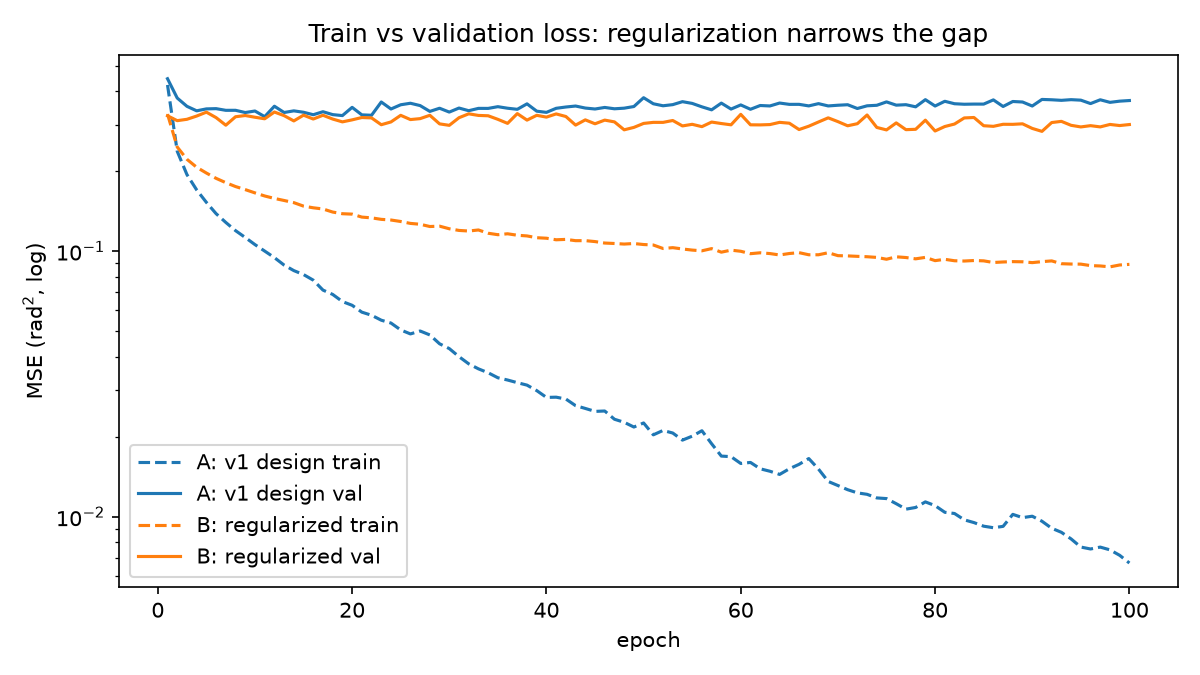 Train vs validation loss: regularization narrows the gap
MSE (rad², log)
10⁻¹
10⁻²
A: v1 design train
A: v1 design val
B: regularized train
B: regularized val
0 20 40 60 80 100
epoch